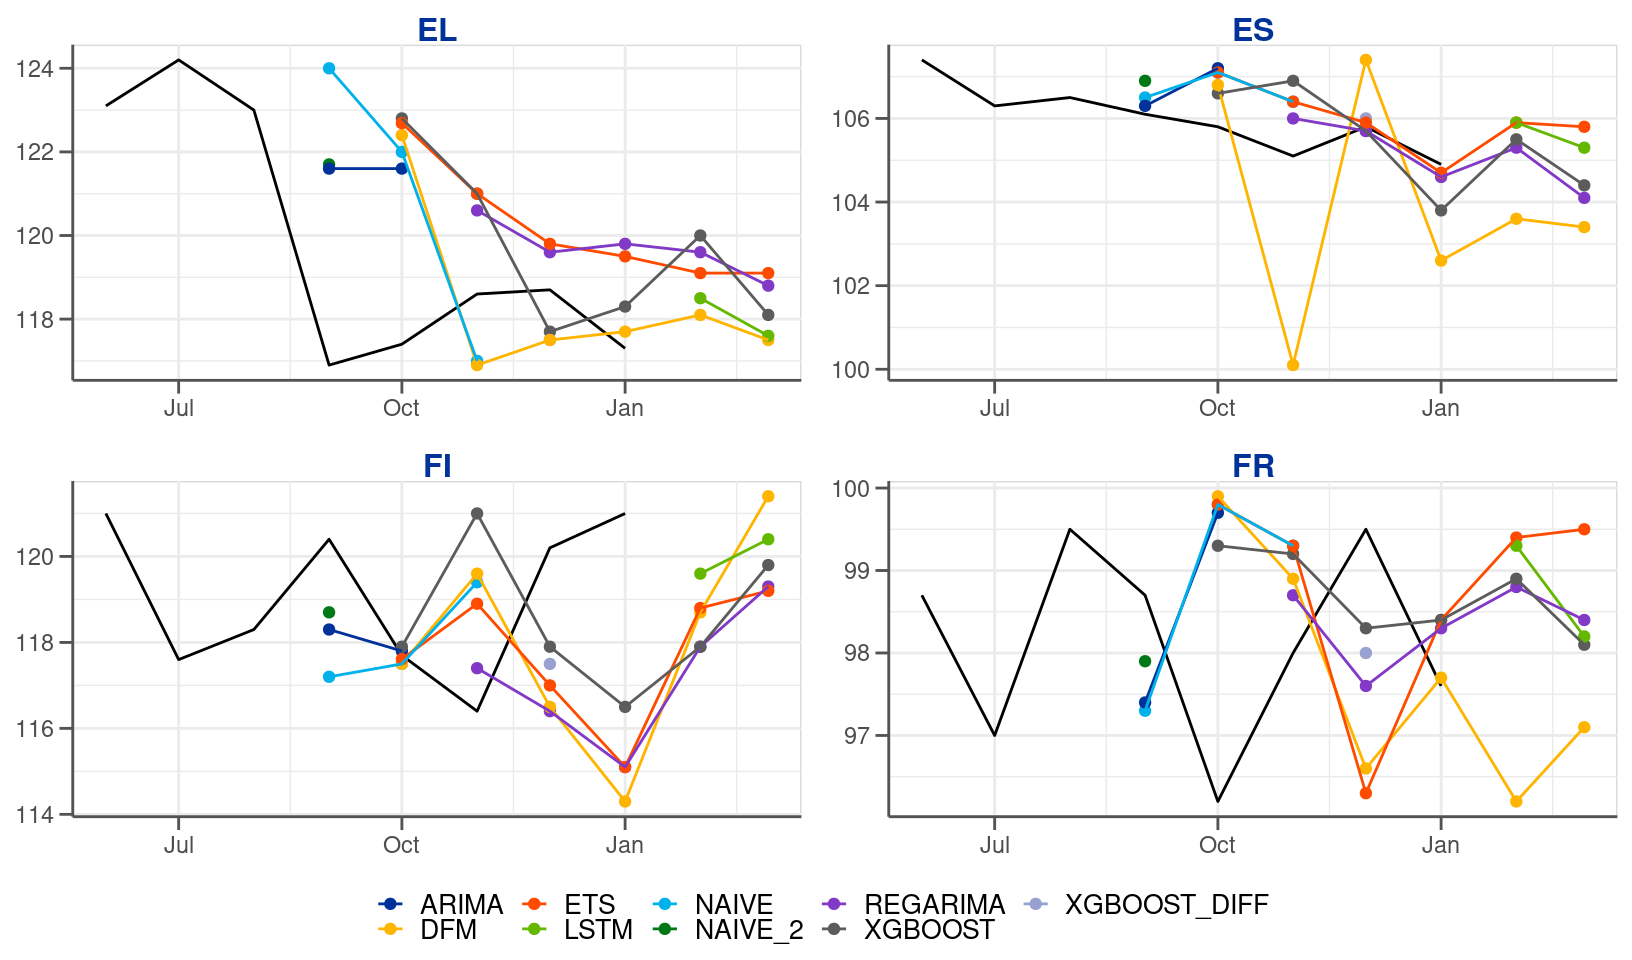 EL
ES
124
122
120
118
106
104
102
100
Jul
Oct
Jan
Jul
Oct
Jan
FI
FR
120
118
116
114
100
99
98
97
Jul
Oct
Jan
Jul
Oct
Jan
ARIMA
ETS
NAIVE
REGARIMA
XGBOOST_DIFF
DFM
LSTM
NAIVE_2
XGBOOST